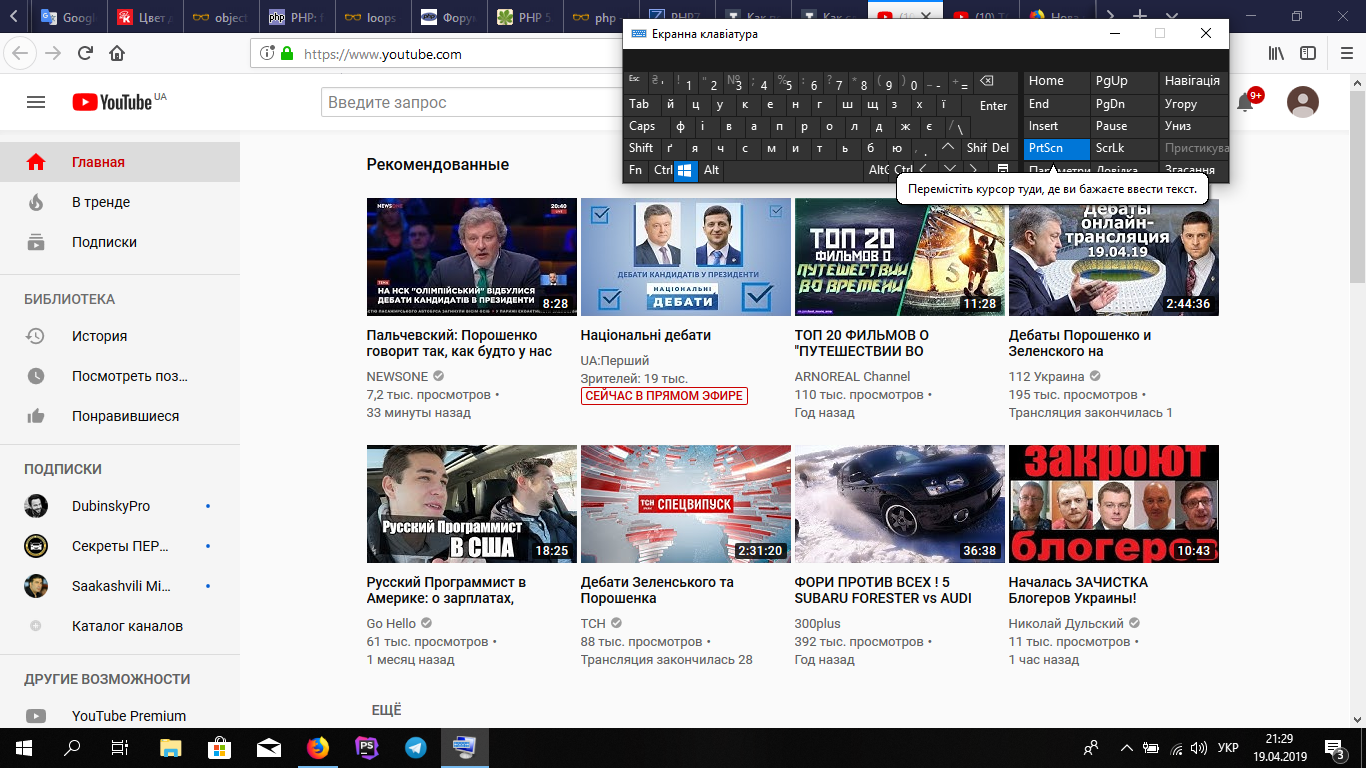 Googl
Цвет д
object
PHP: f
loops
Фору
PHP 5
php
PHP7
Как п
Как с
Нова
https://www.youtube.com
Екранна клавіатура
Esc ₴ ' ! 1 " 2 № 3 ; 4 % 5 : 6 ? 7 * 8 ( 9 ) 0 _ - + =
Home PgUp Навігація
Tab й ц у к е н г ш щ з х ї Enter
End PgDn Угору
Caps ф і в а п р о л д ж є / \
Insert Pause Униз
Shift ґ я ч с м и т ь б ю , . Shif Del
PrtScn ScrLk Пристикува
Fn Ctrl Alt AltG Ctrl
Параметри Довідка Згасання
Перемістіть курсор туди, де ви бажаєте ввести текст.
YouTube UA
Введите запрос
9+
Главная
В тренде
Подписки
БИБЛИОТЕКА
История
Посмотреть поз...
Понравившиеся
ПОДПИСКИ
DubinskyPro
Секреты ПЕР...
Saakashvili Mi...
Каталог каналов
ДРУГИЕ ВОЗМОЖНОСТИ
YouTube Premium
Рекомендованные
NEWSONE
20:40
НА НСК "ОЛІМПІЙСЬКИЙ" ВІДБУЛИСЯ
ДЕБАТИ КАНДИДАТІВ В ПРЕЗИДЕНТИ
8:28
Пальчевский: Порошенко
говорит так, как будто у нас
NEWSONE
7,2 тыс. просмотров •
33 минуты назад
ДЕБАТИ КАНДИДАТІВ У ПРЕЗИДЕНТИ
НАЦІОНАЛЬНІ
ДЕБАТИ
Національні дебати
UA:Перший
Зрителей: 19 тыс.
СЕЙЧАС В ПРЯМОМ ЭФИРЕ
ТОП 20
ФИЛЬМОВ О
ПУТЕШЕСТВИИ
ВО ВРЕМЕНИ
11:28
ТОП 20 ФИЛЬМОВ О
"ПУТЕШЕСТВИИ ВО
ARNOREAL Channel
110 тыс. просмотров •
Год назад
Дебаты
онлайн-
трансляция
19.04.19
2:44:36
Дебаты Порошенко и
Зеленского на
112 Украина
195 тыс. просмотров •
Трансляция закончилась 1
Русский Программист
В США
18:25
Русский Программист в
Америке: о зарплатах,
Go Hello
61 тыс. просмотров •
1 месяц назад
ТСН СПЕЦВИПУСК
2:31:20
Дебати Зеленського та
Порошенка
ТСН
88 тыс. просмотров •
Трансляция закончилась 28
36:38
ФОРИ ПРОТИВ ВСЕХ ! 5
SUBARU FORESTER vs AUDI
300plus
392 тыс. просмотров •
Год назад
закроют
блогеров
10:43
Началась ЗАЧИСТКА
Блогеров Украины!
Николай Дульский
11 тыс. просмотров •
1 час назад
ЕЩЁ
PS
УКР
21:29
19.04.2019
3